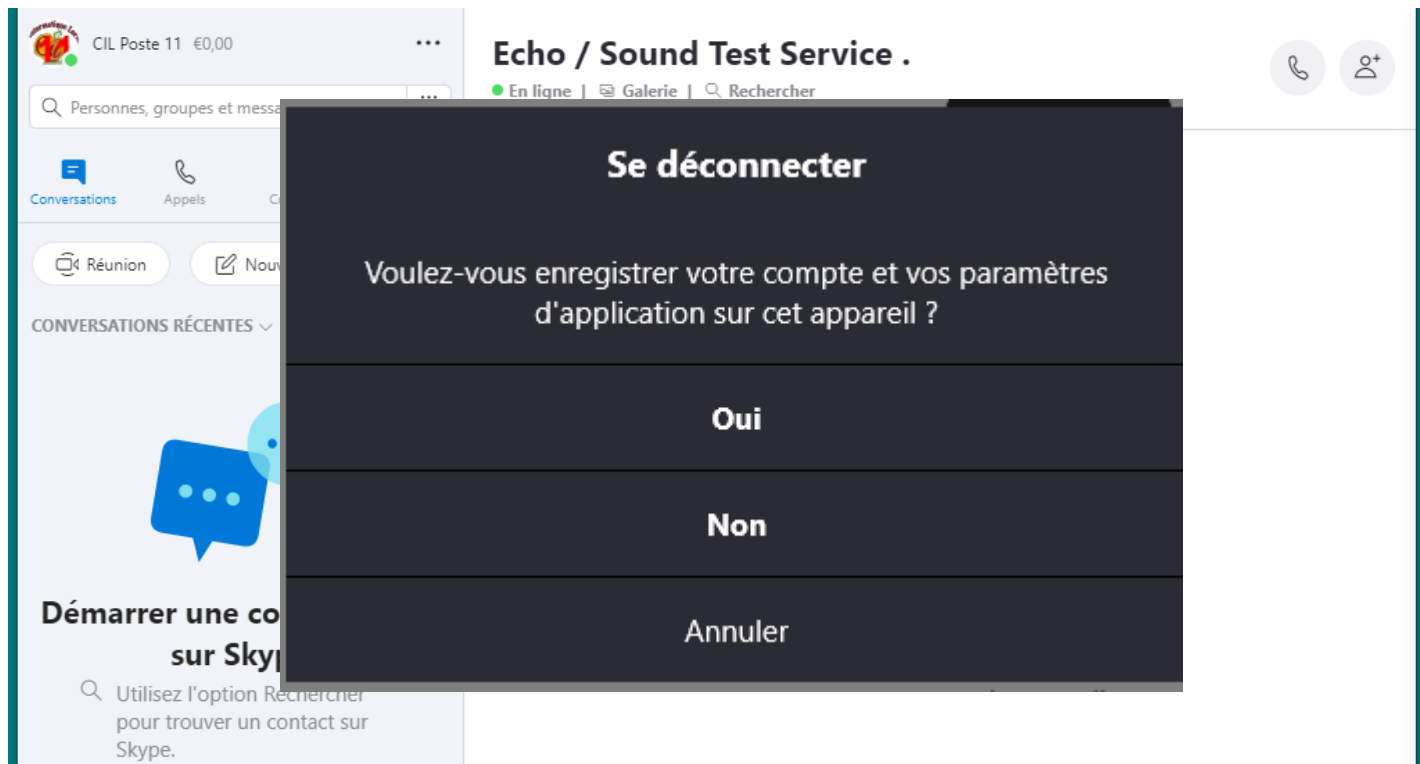 CIL Poste 11 €0,00
Personnes, groupes et messa
Conversations
Appels
C
Réunion
Nouv
CONVERSATIONS RÉCENTES
Démarrer une co
sur Skyp
Utilisez l'option Rechercher
pour trouver un contact sur
Skype.
Echo / Sound Test Service .
En ligne | Galerie | Rechercher
Se déconnecter
Voulez-vous enregistrer votre compte et vos paramètres
d'application sur cet appareil ?
Oui
Non
Annuler